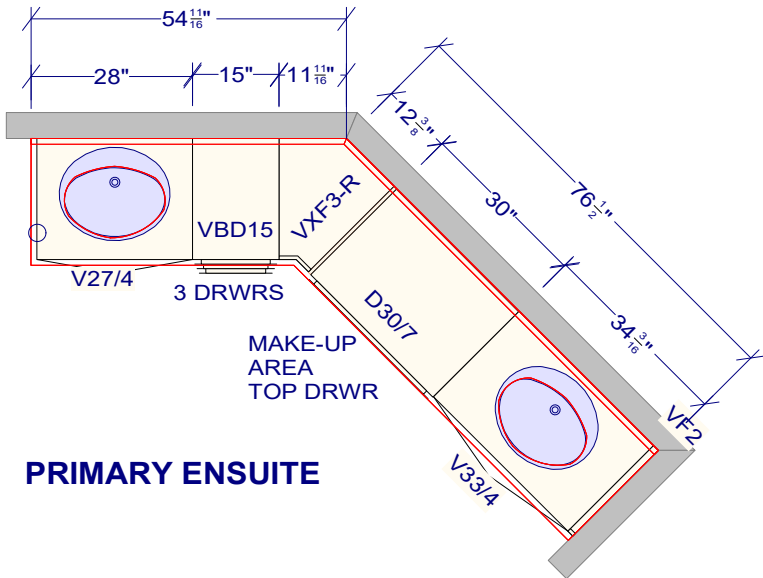 54 11/16"
28"
15"
11 11/16"
12 3/8"
30"
76 1/2"
34 3/16"
VXF3-R
VBD15
V27/4
3 DRWRS
D30/7
MAKE-UP
AREA
TOP DRWR
VF2
V33/4
PRIMARY ENSUITE